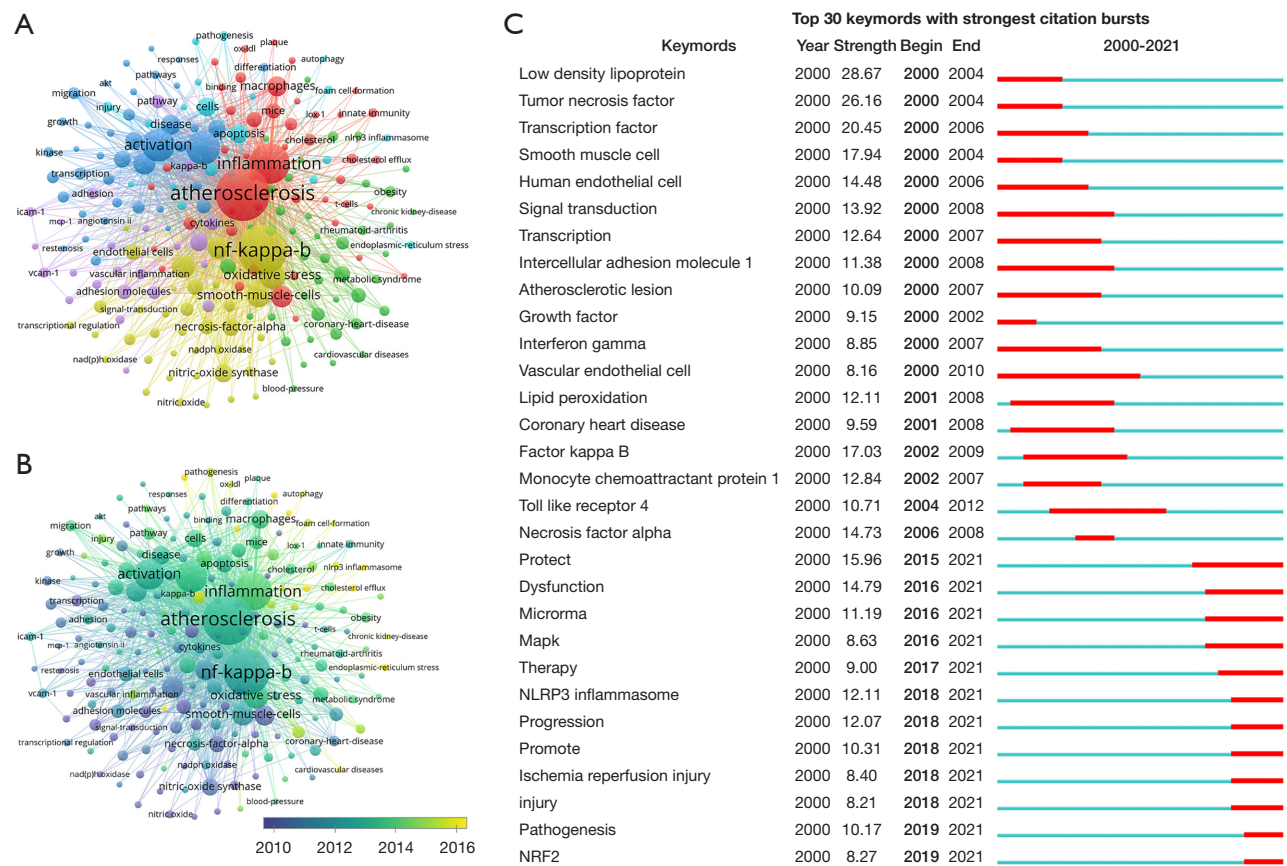 A
pathogenesis
plaque
ox-ldl
responses
autophagy
differentiation
akt
pathways
binding
macrophages
foam cell-formation
migration
injury
pathway
cells
mice
lox-1
innate immunity
growth
disease
apoptosis
activation
cholesterol
nlrp3 inflammasome
kinase
kappa-b
inflammation
cholesterol efflux
transcription
adhesion
atherosclerosis
obesity
icam-1
mcp-1
angiotensin ii
cytokines
t-cells
chronic kidney-disease
restenosis
rheumatoid-arthritis
endothelial cells
nf-kappa-b
endoplasmic-reticulum stress
vcam-1
vascular inflammation
oxidative stress
metabolic syndrome
adhesion molecules
smooth-muscle-cells
signal-transduction
transcriptional regulation
necrosis-factor-alpha
coronary-heart-disease
nadph oxidase
nad(p)h oxidase
cardiovascular diseases
nitric-oxide synthase
blood-pressure
nitric oxide
B
pathogenesis
plaque
ox-ldl
responses
autophagy
differentiation
akt
pathways
binding
macrophages
foam cell-formation
migration
injury
pathway
cells
mice
lox-1
innate immunity
growth
disease
apoptosis
activation
cholesterol
nlrp3 inflammasome
kinase
kappa-b
inflammation
cholesterol efflux
transcription
adhesion
atherosclerosis
obesity
icam-1
mcp-1
angiotensin ii
cytokines
t-cells
chronic kidney-disease
restenosis
rheumatoid-arthritis
endothelial cells
nf-kappa-b
endoplasmic-reticulum stress
vcam-1
vascular inflammation
oxidative stress
metabolic syndrome
adhesion molecules
smooth-muscle-cells
signal-transduction
transcriptional regulation
necrosis-factor-alpha
coronary-heart-disease
nadph oxidase
nad(p)h oxidase
cardiovascular diseases
nitric-oxide synthase
blood-pressure
nitric oxide
2010 2012 2014 2016
C
Top 30 keymords with strongest citation bursts
Keymords Year Strength Begin End 2000-2021
Low density lipoprotein 2000 28.67 2000 2004
Tumor necrosis factor 2000 26.16 2000 2004
Transcription factor 2000 20.45 2000 2006
Smooth muscle cell 2000 17.94 2000 2004
Human endothelial cell 2000 14.48 2000 2006
Signal transduction 2000 13.92 2000 2008
Transcription 2000 12.64 2000 2007
Intercellular adhesion molecule 1 2000 11.38 2000 2008
Atherosclerotic lesion 2000 10.09 2000 2007
Growth factor 2000 9.15 2000 2002
Interferon gamma 2000 8.85 2000 2007
Vascular endothelial cell 2000 8.16 2000 2010
Lipid peroxidation 2000 12.11 2001 2008
Coronary heart disease 2000 9.59 2001 2008
Factor kappa B 2000 17.03 2002 2009
Monocyte chemoattractant protein 1 2000 12.84 2002 2007
Toll like receptor 4 2000 10.71 2004 2012
Necrosis factor alpha 2000 14.73 2006 2008
Protect 2000 15.96 2015 2021
Dysfunction 2000 14.79 2016 2021
Microrma 2000 11.19 2016 2021
Mapk 2000 8.63 2016 2021
Therapy 2000 9.00 2017 2021
NLRP3 inflammasome 2000 12.11 2018 2021
Progression 2000 12.07 2018 2021
Promote 2000 10.31 2018 2021
Ischemia reperfusion injury 2000 8.40 2018 2021
injury 2000 8.21 2018 2021
Pathogenesis 2000 10.17 2019 2021
NRF2 2000 8.27 2019 2021